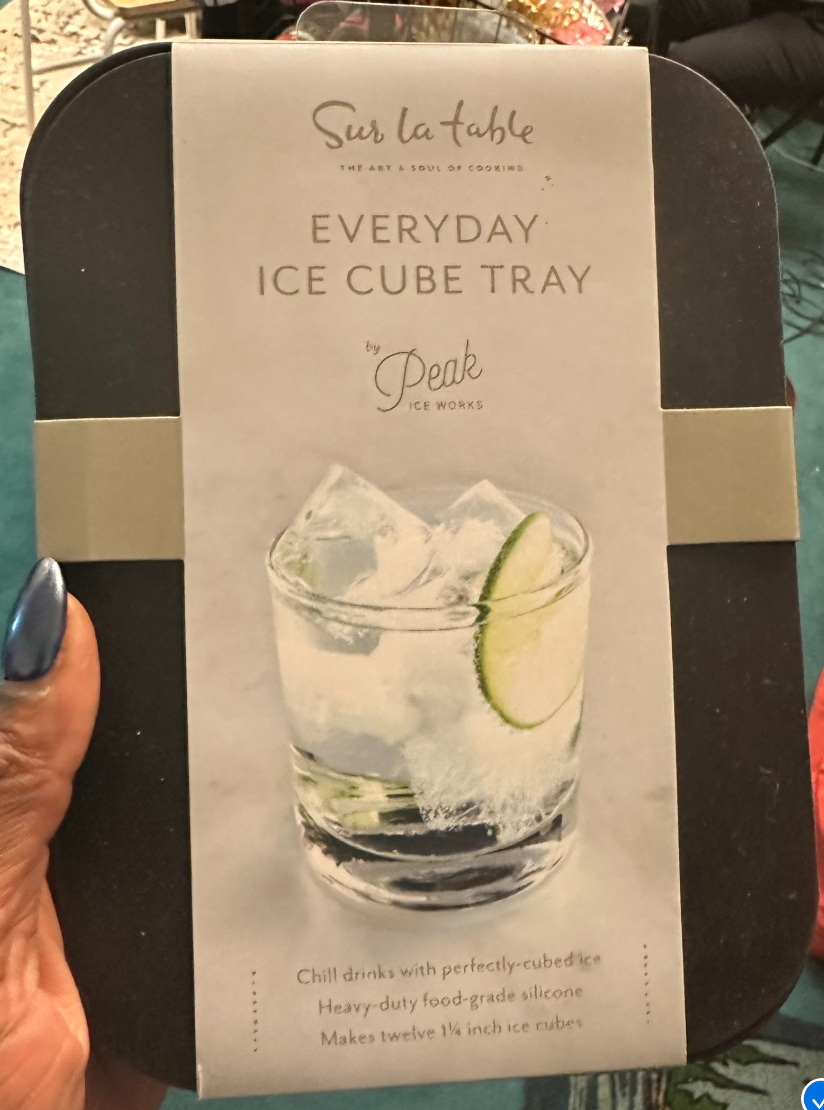 Sur la table
THE ART & SOUL OF COOKING
EVERYDAY
ICE CUBE TRAY
by
Peak
ICE WORKS
Chill drinks with perfectly-cubed ice
Heavy-duty food-grade silicone
Makes twelve 1¼ inch ice cubes